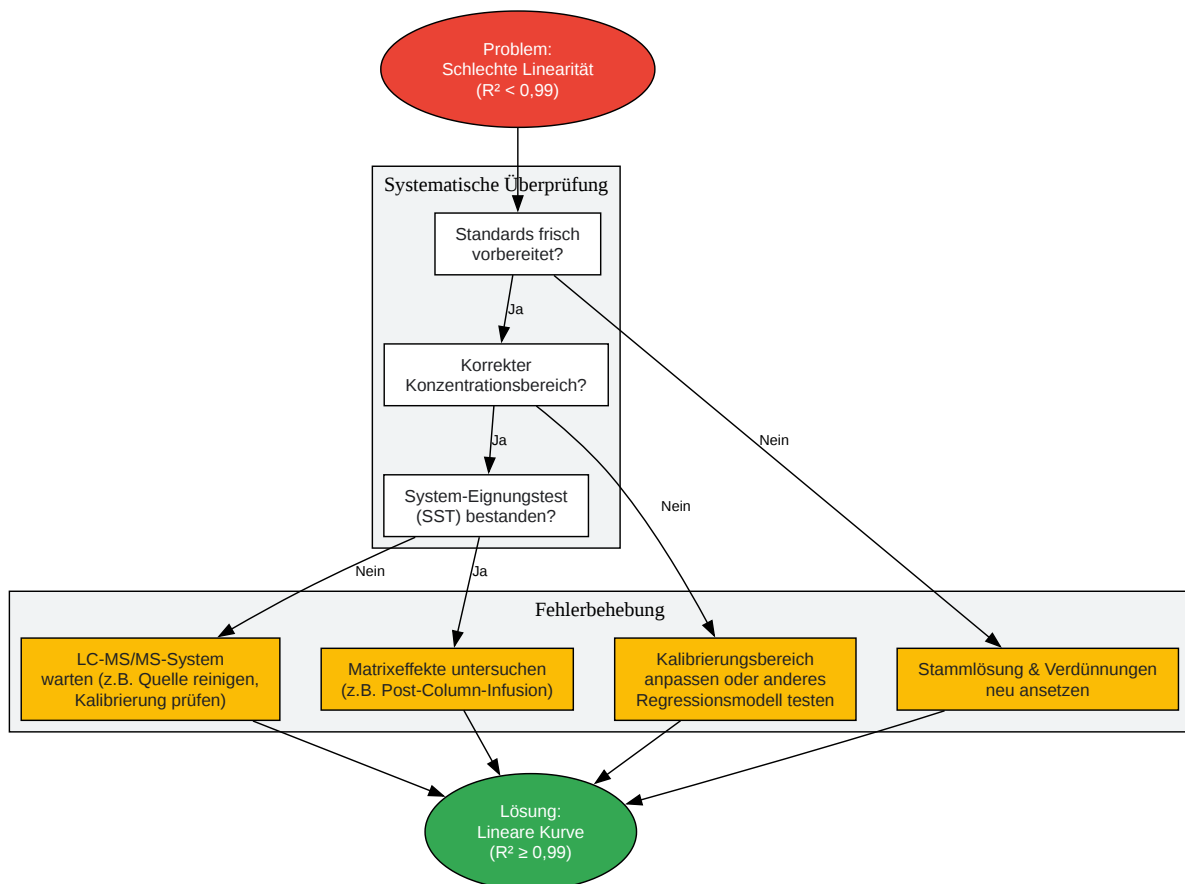 Problem:
Schlechte Linearität
(R² < 0,99)
Systematische Überprüfung
Standards frisch
vorbereitet?
Ja
Korrekter
Konzentrationsbereich?
Ja
Nein
System-Eignungstest
(SST) bestanden?
Nein
Nein
Ja
Fehlerbehebung
LC-MS/MS-System
warten (z.B. Quelle reinigen,
Kalibrierung prüfen)
Matrixeffekte untersuchen
(z.B. Post-Column-Infusion)
Kalibrierungsbereich
anpassen oder anderes
Regressionsmodell testen
Stammlösung & Verdünnungen
neu ansetzen
Lösung:
Lineare Kurve
(R² ≥ 0,99)